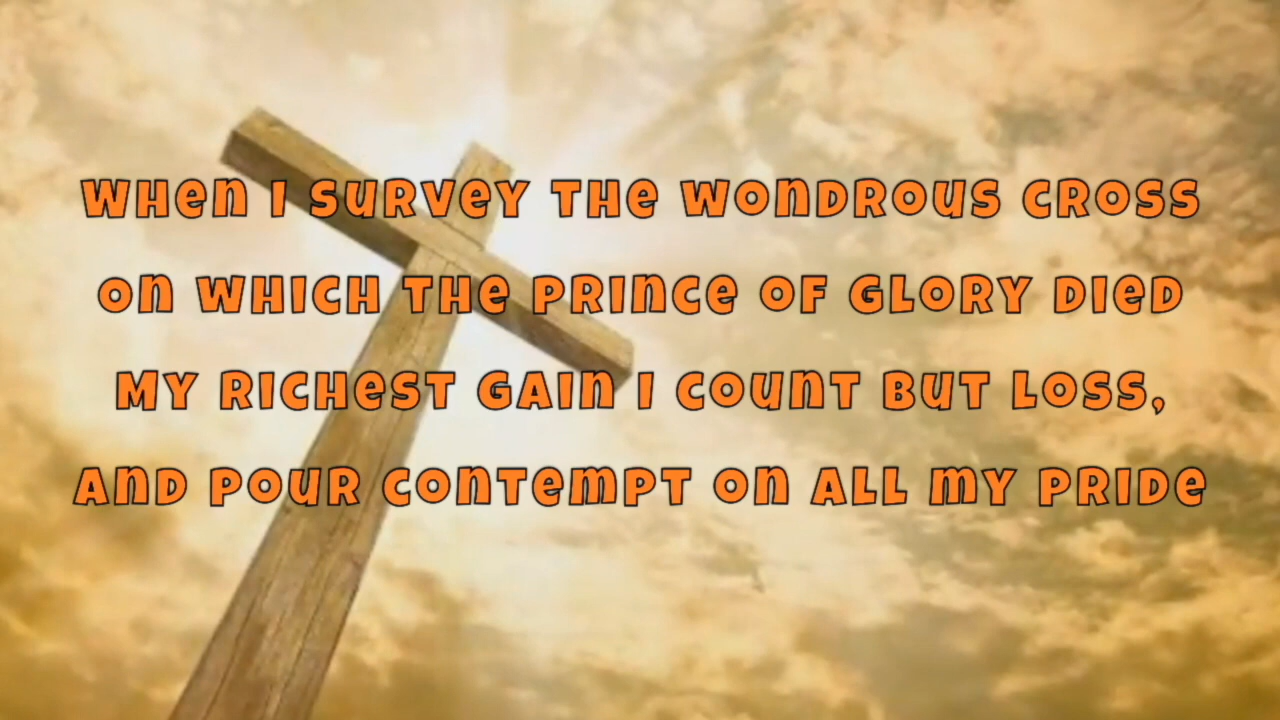 When I survey the wondrous cross
on which the Prince of glory died
My richest gain I count but loss,
and pour contempt on all my pride